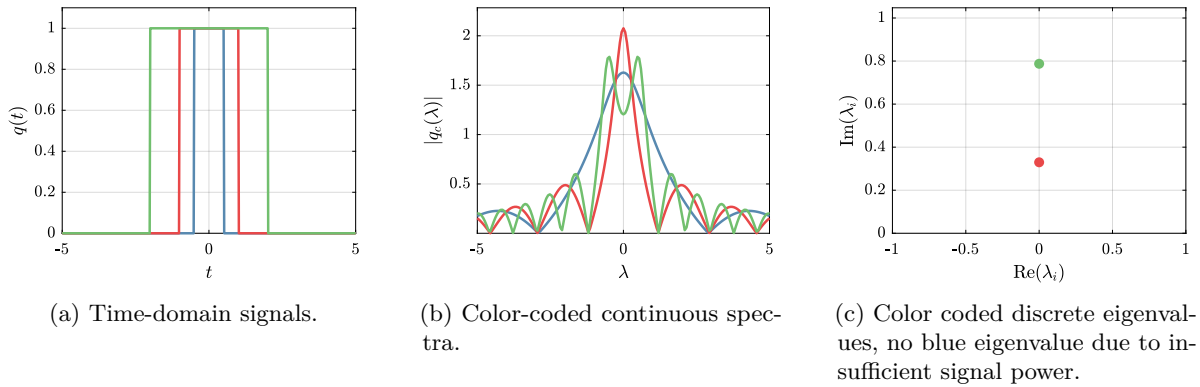 1
0.8
0.6
0.4
0.2
0
-5
0
5
q(t)
t
2
1.5
1
0.5
-5
0
5
|q_c(λ)|
λ
1
0.8
0.6
0.4
0.2
0
-1
-0.5
0
0.5
1
Im(λ_i)
Re(λ_i)
(a) Time-domain signals.
(b) Color-coded continuous spec-
tra.
(c) Color coded discrete eigenval-
ues, no blue eigenvalue due to in-
sufficient signal power.